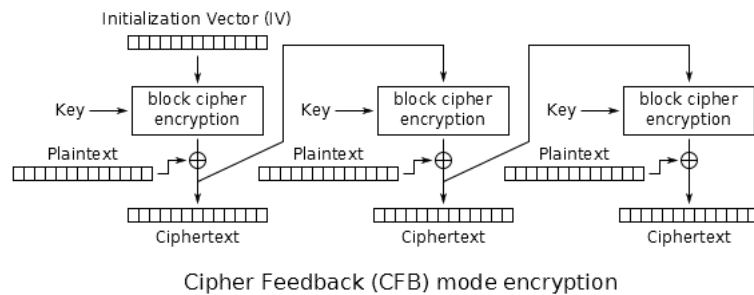 Initialization Vector (IV)
Key
block cipher
encryption
Plaintext
Ciphertext
Key
block cipher
encryption
Plaintext
Ciphertext
Key
block cipher
encryption
Plaintext
Ciphertext
Cipher Feedback (CFB) mode encryption